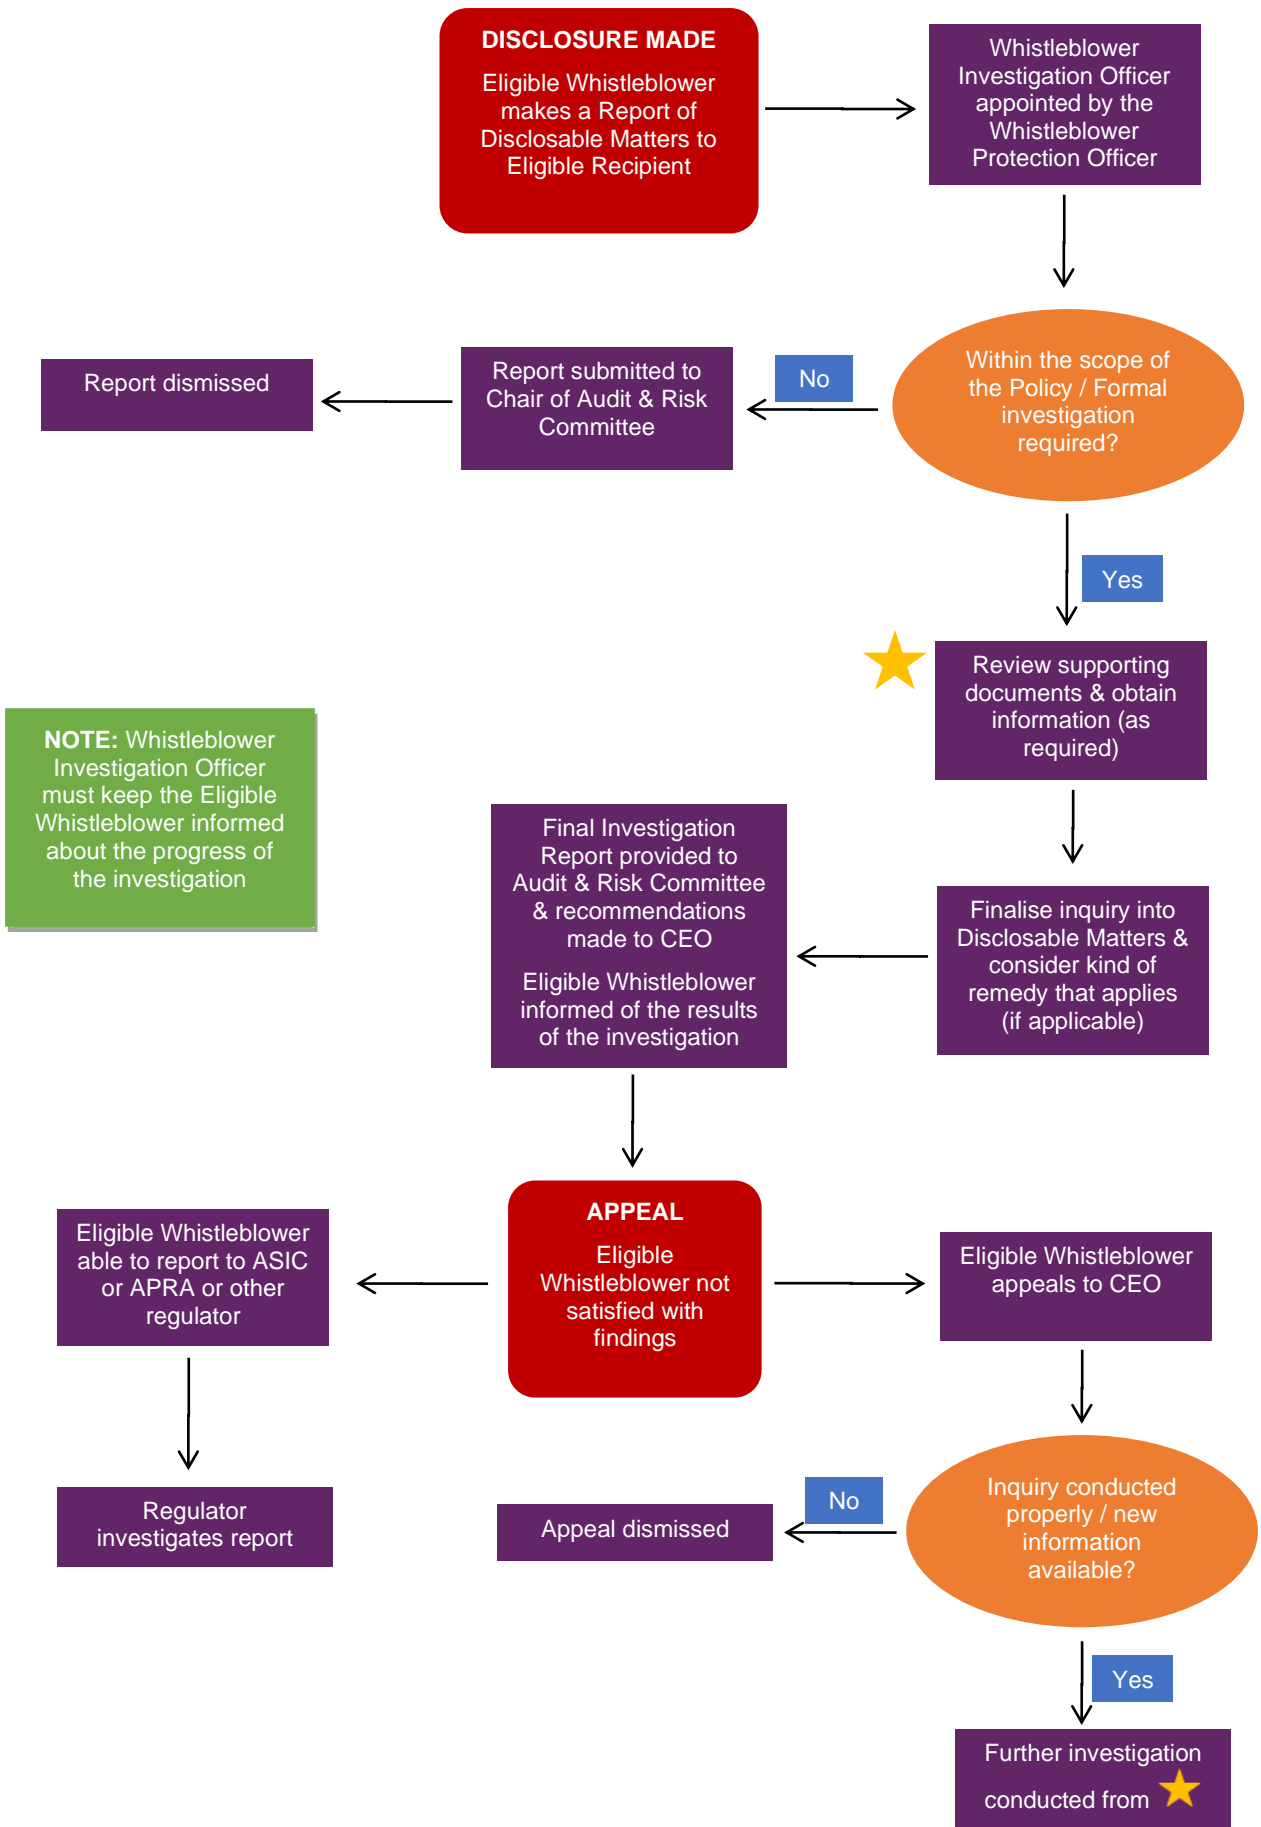 DISCLOSURE MADE
Eligible Whistleblower
makes a Report of
Disclosable Matters to
Eligible Recipient
Whistleblower
Investigation Officer
appointed by the
Whistleblower
Protection Officer
Within the scope of
the Policy / Formal
investigation
required?
No
Report submitted to
Chair of Audit & Risk
Committee
Report dismissed
Yes
Review supporting
documents & obtain
information (as
required)
NOTE: Whistleblower
Investigation Officer
must keep the Eligible
Whistleblower informed
about the progress of
the investigation
Finalise inquiry into
Disclosable Matters &
consider kind of
remedy that applies
(if applicable)
Final Investigation
Report provided to
Audit & Risk Committee
& recommendations
made to CEO
Eligible Whistleblower
informed of the results
of the investigation
APPEAL
Eligible
Whistleblower not
satisfied with
findings
Eligible Whistleblower
able to report to ASIC
or APRA or other
regulator
Regulator
investigates report
Eligible Whistleblower
appeals to CEO
Inquiry conducted
properly / new
information
available?
No
Appeal dismissed
Yes
Further investigation
conducted from